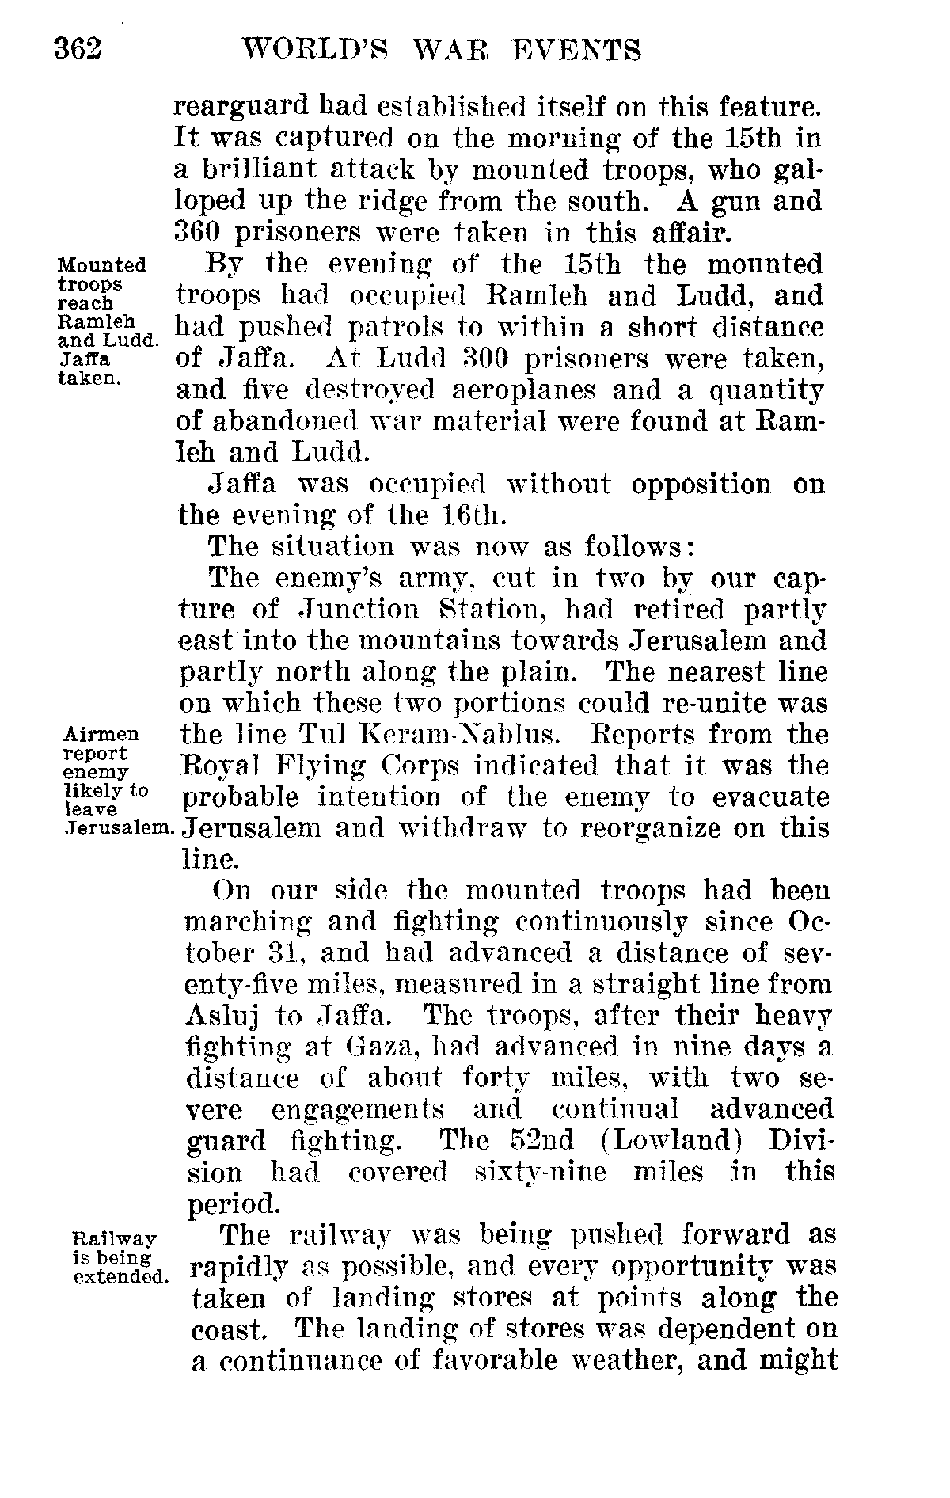 362 WORLD'S WAR EVENTS
rearguard had established itself on this feature.
It was captured on the morning of the 15th in
a brilliant attack by mounted troops, who gal-
loped up the ridge from the south. A gun and
360 prisoners were taken in this affair.
Mounted
troops
reach
Ramleh
and Ludd.
Jaffa
taken.
By the evening of the 15th the mounted
troops had occupied Ramleh and Ludd, and
had pushed patrols to within a short distance
of Jaffa. At Ludd 300 prisoners were taken,
and five destroyed aeroplanes and a quantity
of abandoned war material were found at Ram-
leh and Ludd.
Jaffa was occupied without opposition on
the evening of the 16th.
The situation was now as follows:
The enemy's army, cut in two by our cap-
ture of Junction Station, had retired partly
east into the mountains towards Jerusalem and
partly north along the plain. The nearest line
on which these two portions could re-unite was
Airmen
report
enemy
likely to
leave
Jerusalem.
the line Tul Keram-Nablus. Reports from the
Royal Flying Corps indicated that it was the
probable intention of the enemy to evacuate
Jerusalem and withdraw to reorganize on this
line.
On our side the mounted troops had been
marching and fighting continuously since Oc-
tober 31, and had advanced a distance of sev-
enty-five miles, measured in a straight line from
Asluj to Jaffa. The troops, after their heavy
fighting at Gaza, had advanced in nine days a
distance of about forty miles, with two se-
vere engagements and continual advanced
guard fighting. The 52nd (Lowland) Divi-
sion had covered sixty-nine miles in this
period.
Railway
is being
extended.
The railway was being pushed forward as
rapidly as possible, and every opportunity was
taken of landing stores at points along the
coast. The landing of stores was dependent on
a continuance of favorable weather, and might